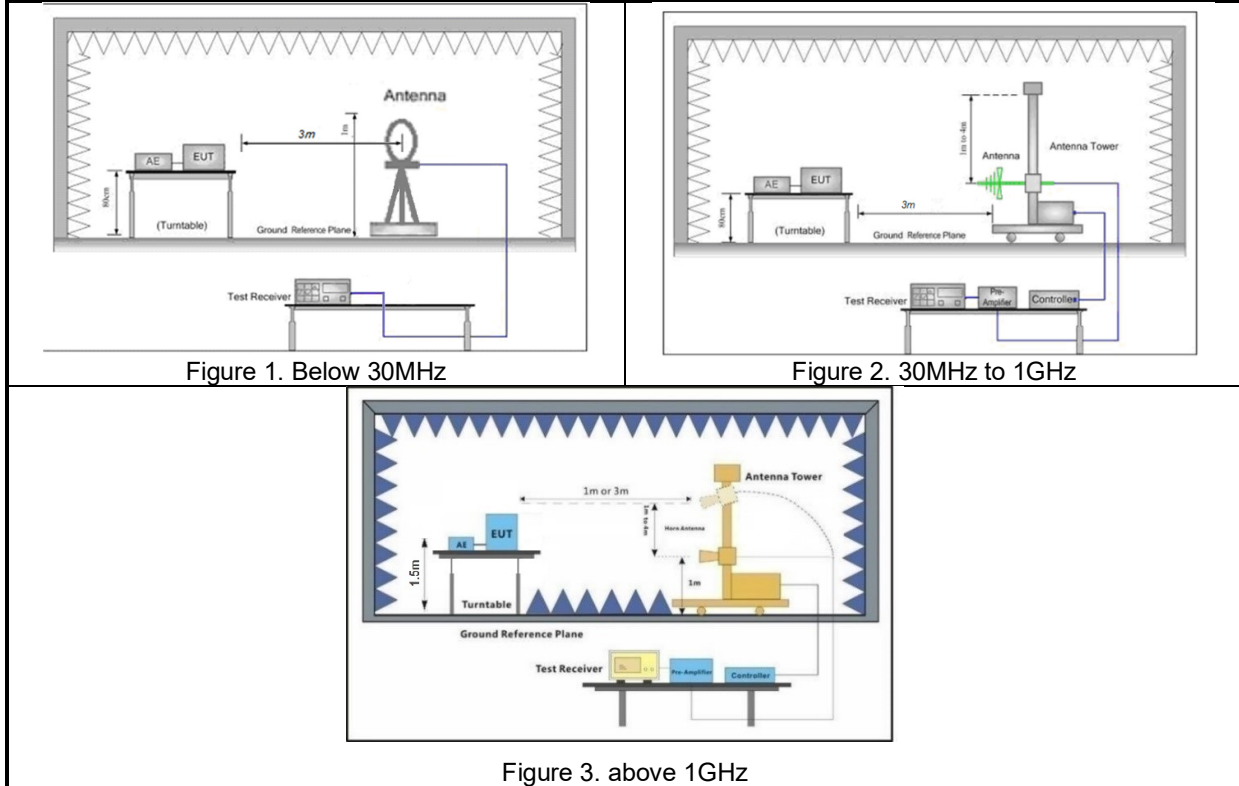 Antenna
3m
1m
AE
EUT
80cm
(Turntable)
Ground Reference Plane
Test Receiver
Figure 1. Below 30MHz
1m to 4m
Antenna
Antenna Tower
AE
EUT
3m
80cm
(Turntable)
Ground Reference Plane
Test Receiver
Pre-
Amplifier
Controller
Figure 2. 30MHz to 1GHz
Antenna Tower
1m or 3m
1m to 4m
Horn Antenna
EUT
AE
1.5m
1m
Turntable
Ground Reference Plane
Test Receiver
Pre-Amplifier
Controller
Figure 3. above 1GHz